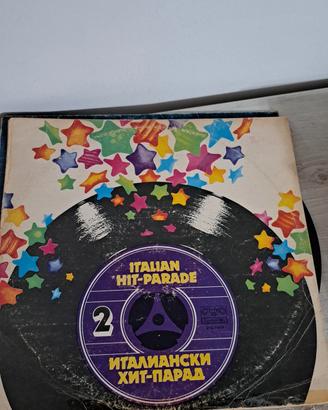 ITALIAN
HIT-PARADE
2
ИТАЛИАНСКИ
ХИТ-ПАРАД